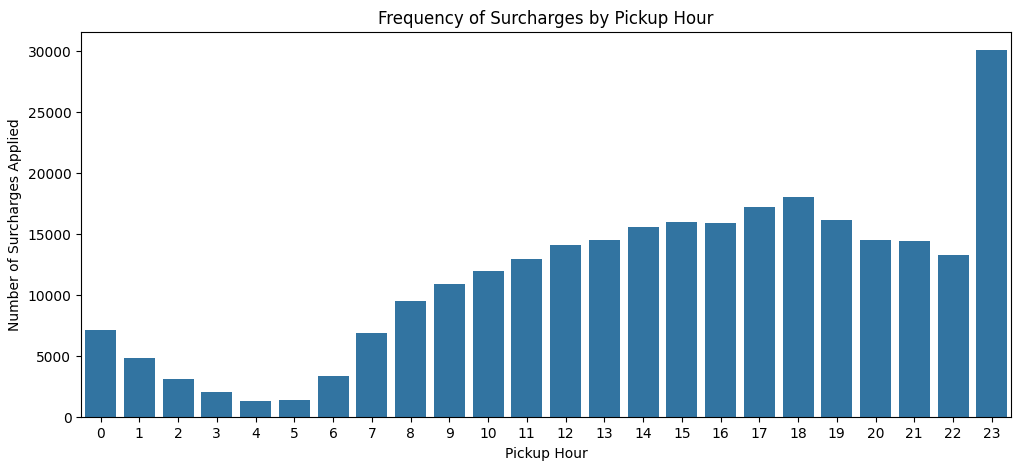 Frequency of Surcharges by Pickup Hour
Number of Surcharges Applied
30000
25000
20000
15000
10000
5000
0
0 1 2 3 4 5 6 7 8 9 10 11 12 13 14 15 16 17 18 19 20 21 22 23
Pickup Hour